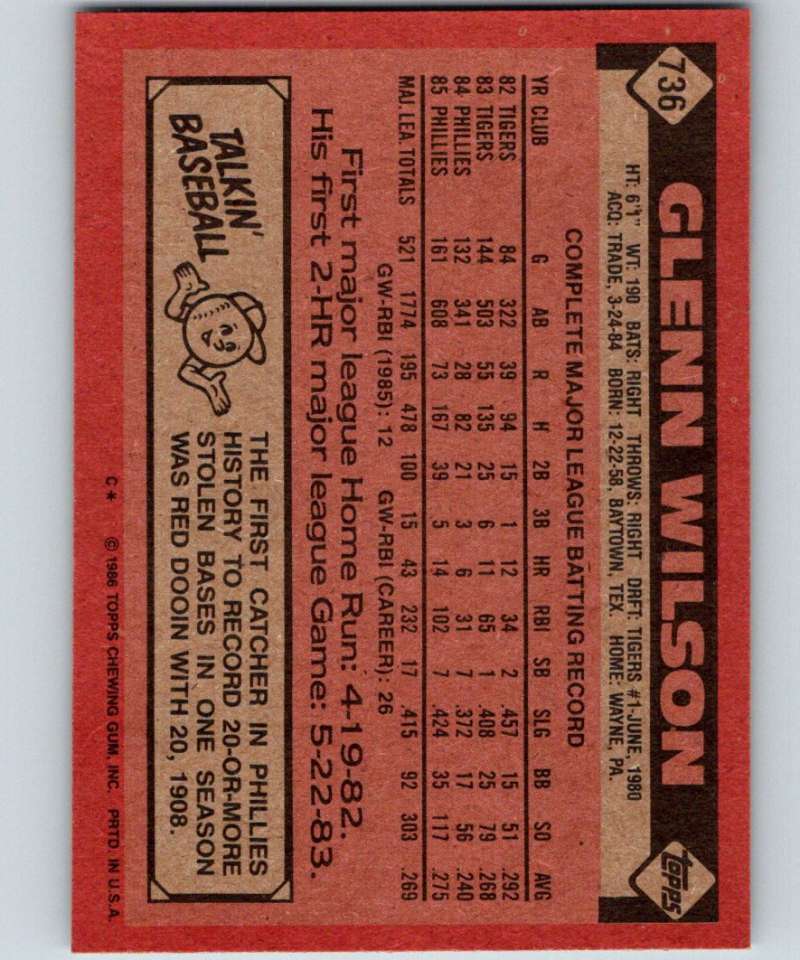 736
GLENN WILSON
topps
HT: 6'1" WT: 190 BATS: RIGHT THROWS: RIGHT DRFT: TIGERS #1-JUNE, 1980
ACQ: TRADE, 3-24-84 BORN: 12-22-58, BAYTOWN, TEX. HOME: WAYNE, PA.
COMPLETE MAJOR LEAGUE BATTING RECORD
YR CLUB G AB R H 2B 3B HR RBI SB SLG BB SO AVG
82 TIGERS 84 322 39 94 15 1 12 34 2 .457 15 51 .292
83 TIGERS 144 503 55 135 25 6 11 65 1 .408 25 79 .268
84 PHILLIES 132 341 28 82 21 3 6 31 7 .372 17 56 .240
85 PHILLIES 161 608 73 167 39 5 14 102 7 .424 35 117 .275
MAJ. LEA. TOTALS 521 1774 195 478 100 15 43 232 17 .415 92 303 .269
GW-RBI (1985): 12 GW-RBI (CAREER): 26
First major league Home Run: 4-19-82.
His first 2-HR major league Game: 5-22-83.
TALKIN'
BASEBALL
THE FIRST CATCHER IN PHILLIES
HISTORY TO RECORD 20-OR-MORE
STOLEN BASES IN ONE SEASON
WAS RED DOOIN WITH 20, 1908.
C* © 1986 TOPPS CHEWING GUM, INC. PRTD. IN U.S.A.